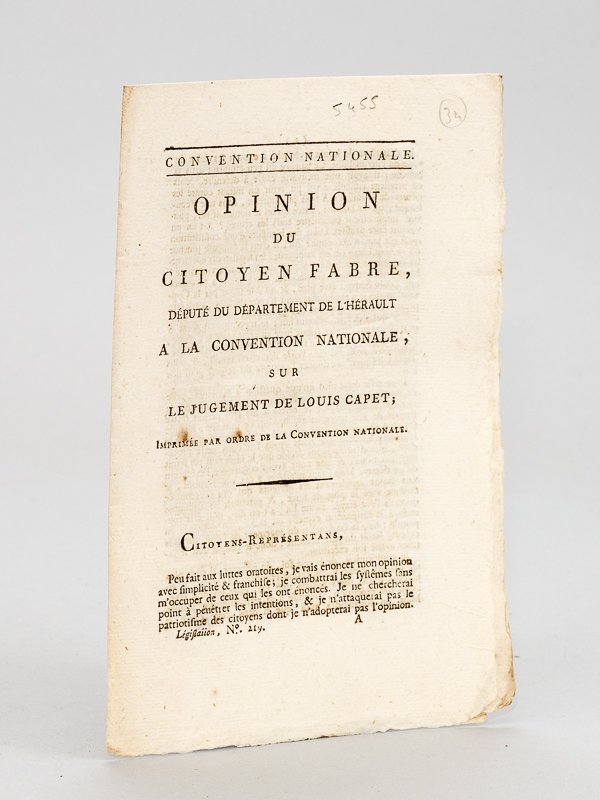 5455
34
CONVENTION NATIONALE.
OPINION
DU
CITOYEN FABRE,
DÉPUTÉ DU DÉPARTEMENT DE L'HÉRAULT
A LA CONVENTION NATIONALE,
SUR
LE JUGEMENT DE LOUIS CAPET;
IMPRIMÉE PAR ORDRE DE LA CONVENTION NATIONALE.
CITOYENS-REPRÉSENTANS,
Peu fait aux luttes oratoires, je vais énoncer mon opinion
avec ſimplicité & franchiſe; je combattrai les ſyſtêmes ſans
m'occuper de ceux qui les ont énoncés. Je ne chercherai
point à pénétrer les intentions, & je n'attaquerai pas le
patriotiſme des citoyens dont je n'adopterai pas l'opinion.
Légiſlation, Nº. 219.
A